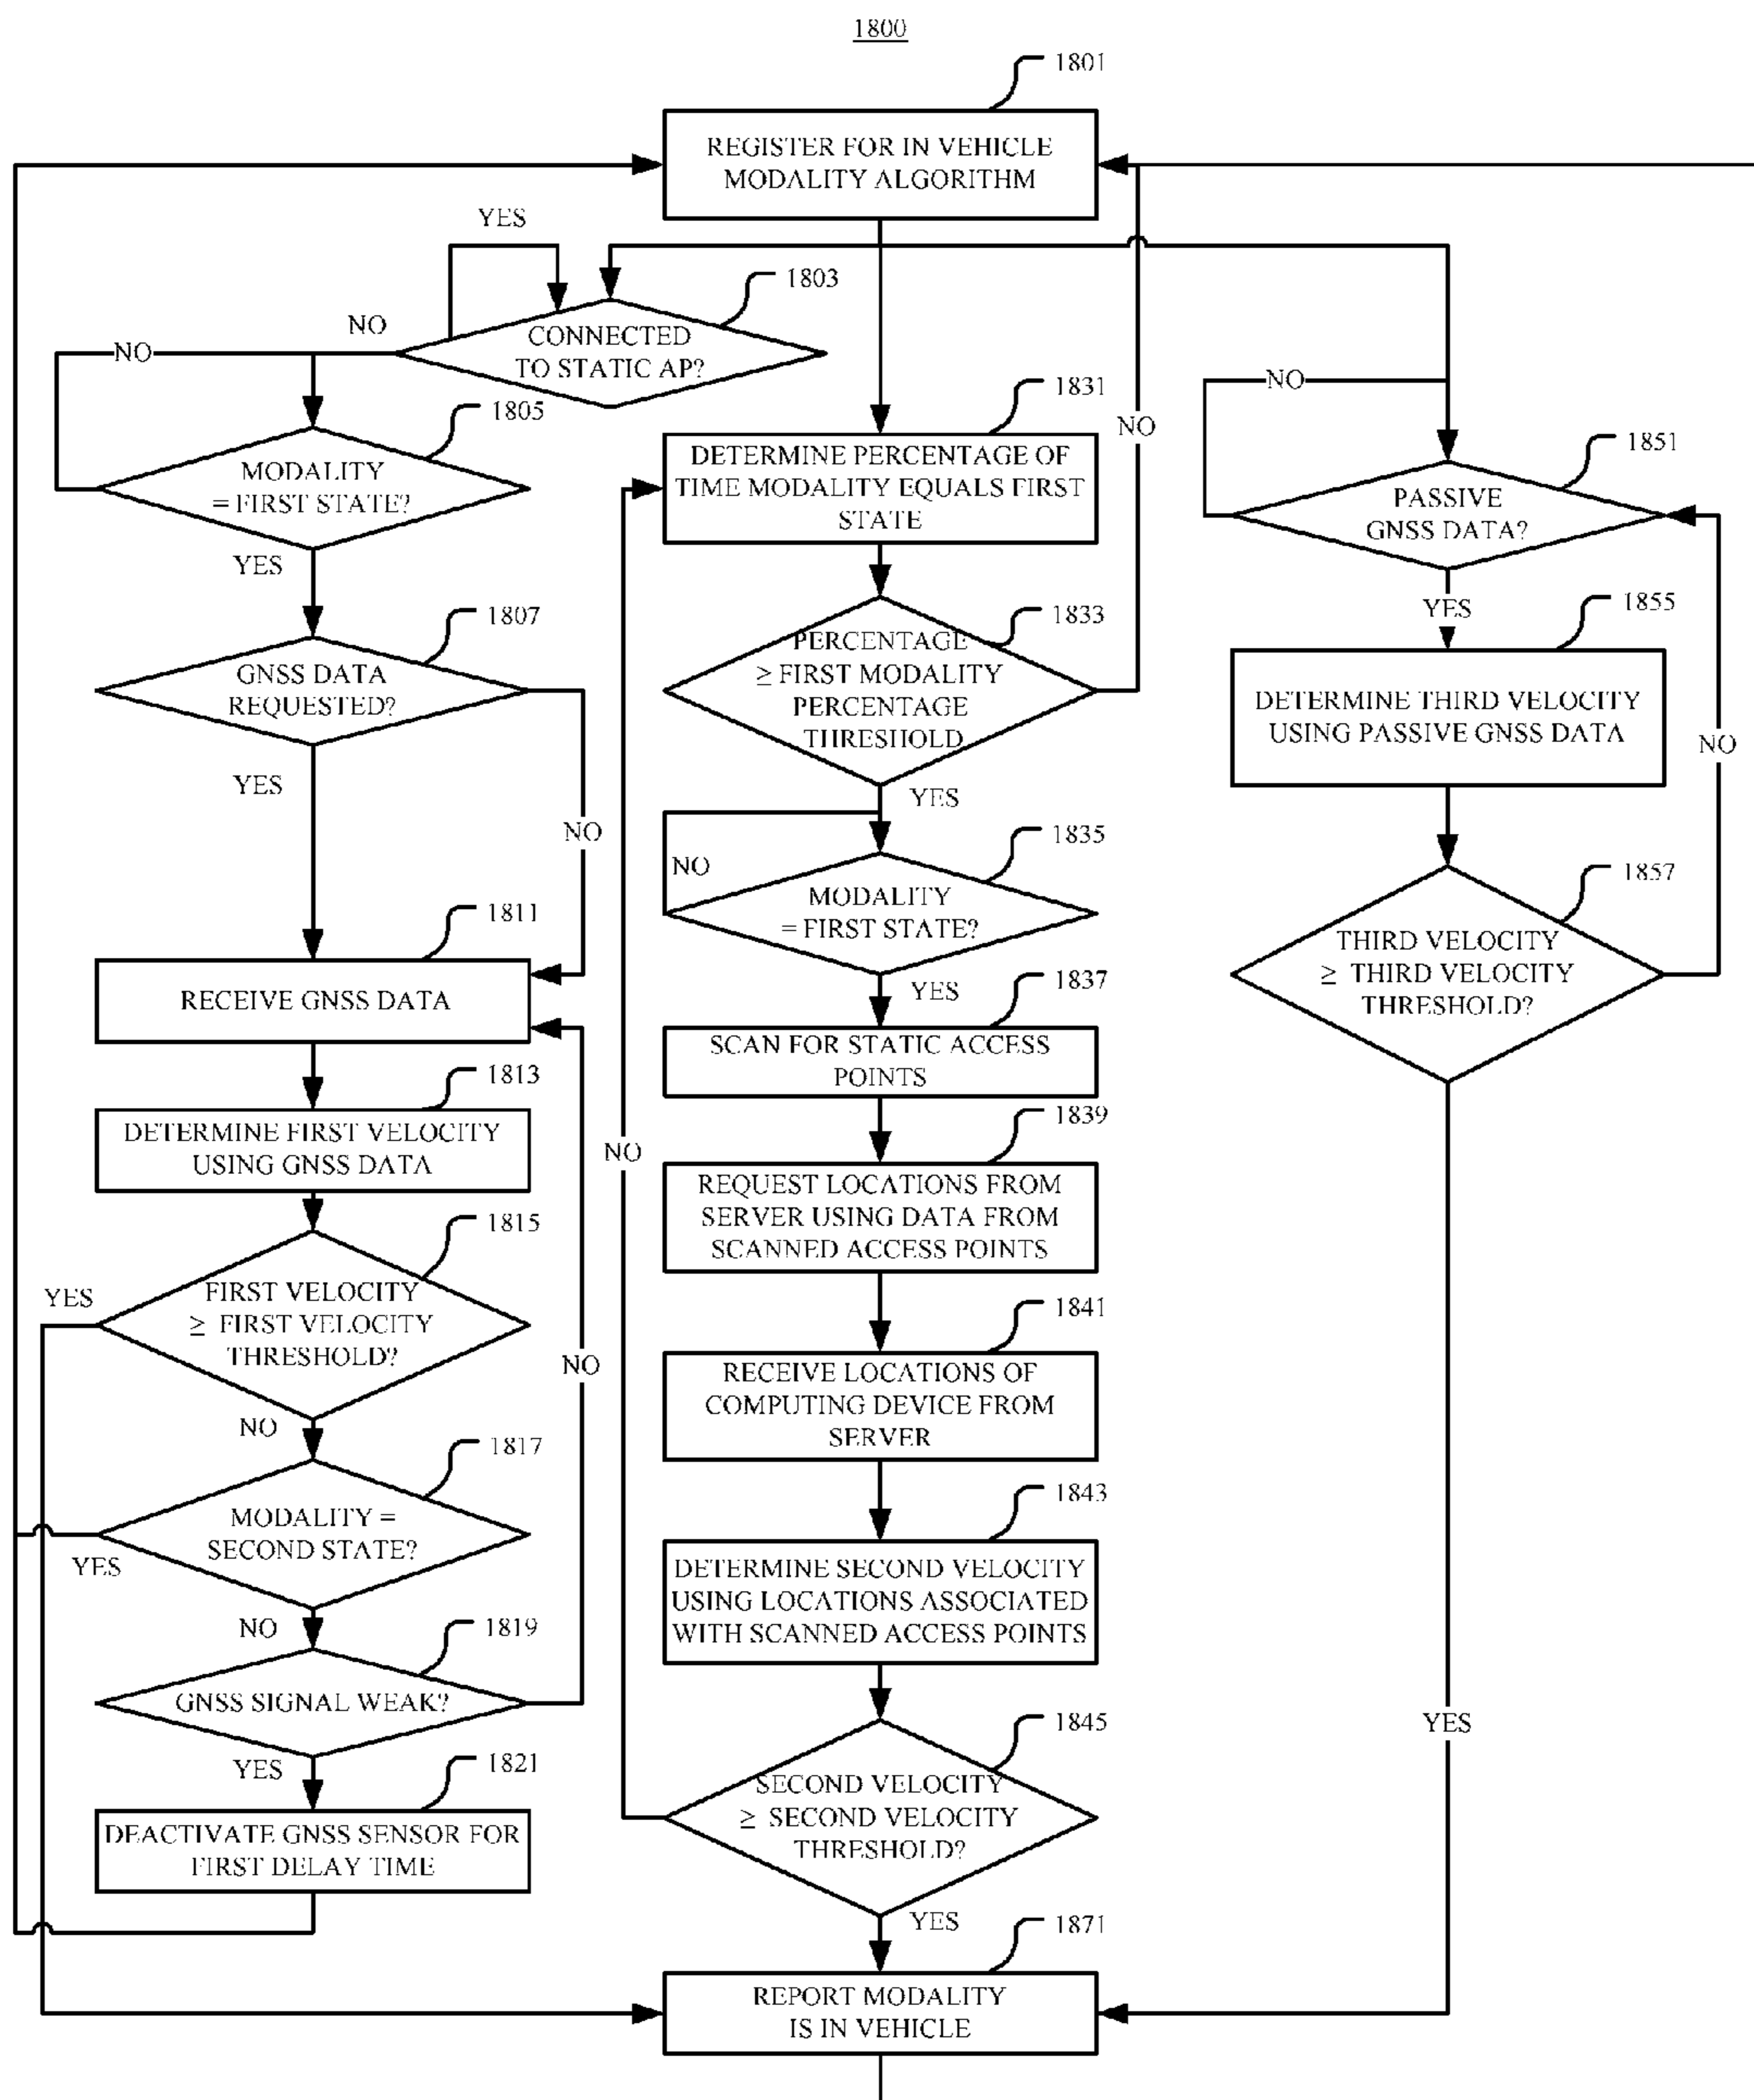 1800
1801
REGISTER FOR IN VEHICLE
MODALITY ALGORITHM
YES
1803
CONNECTED
TO STATIC AP?
NO
NO
1805
MODALITY
= FIRST STATE?
YES
1807
GNSS DATA
REQUESTED?
YES
NO
1811
RECEIVE GNSS DATA
1813
DETERMINE FIRST VELOCITY
USING GNSS DATA
1815
FIRST VELOCITY
≥ FIRST VELOCITY
THRESHOLD?
YES
NO
NO
1817
MODALITY =
SECOND STATE?
YES
NO
1819
GNSS SIGNAL WEAK?
YES
1821
DEACTIVATE GNSS SENSOR FOR
FIRST DELAY TIME
1831
DETERMINE PERCENTAGE OF
TIME MODALITY EQUALS FIRST
STATE
NO
1833
PERCENTAGE
≥ FIRST MODALITY
PERCENTAGE
THRESHOLD
YES
1835
NO
MODALITY
= FIRST STATE?
YES
1837
SCAN FOR STATIC ACCESS
POINTS
1839
NO
REQUEST LOCATIONS FROM
SERVER USING DATA FROM
SCANNED ACCESS POINTS
1841
RECEIVE LOCATIONS OF
COMPUTING DEVICE FROM
SERVER
1843
DETERMINE SECOND VELOCITY
USING LOCATIONS ASSOCIATED
WITH SCANNED ACCESS POINTS
1845
SECOND VELOCITY
≥ SECOND VELOCITY
THRESHOLD?
YES
1871
REPORT MODALITY
IS IN VEHICLE
NO
1851
PASSIVE
GNSS DATA?
YES
1855
DETERMINE THIRD VELOCITY
USING PASSIVE GNSS DATA
NO
1857
THIRD VELOCITY
≥ THIRD VELOCITY
THRESHOLD?
YES